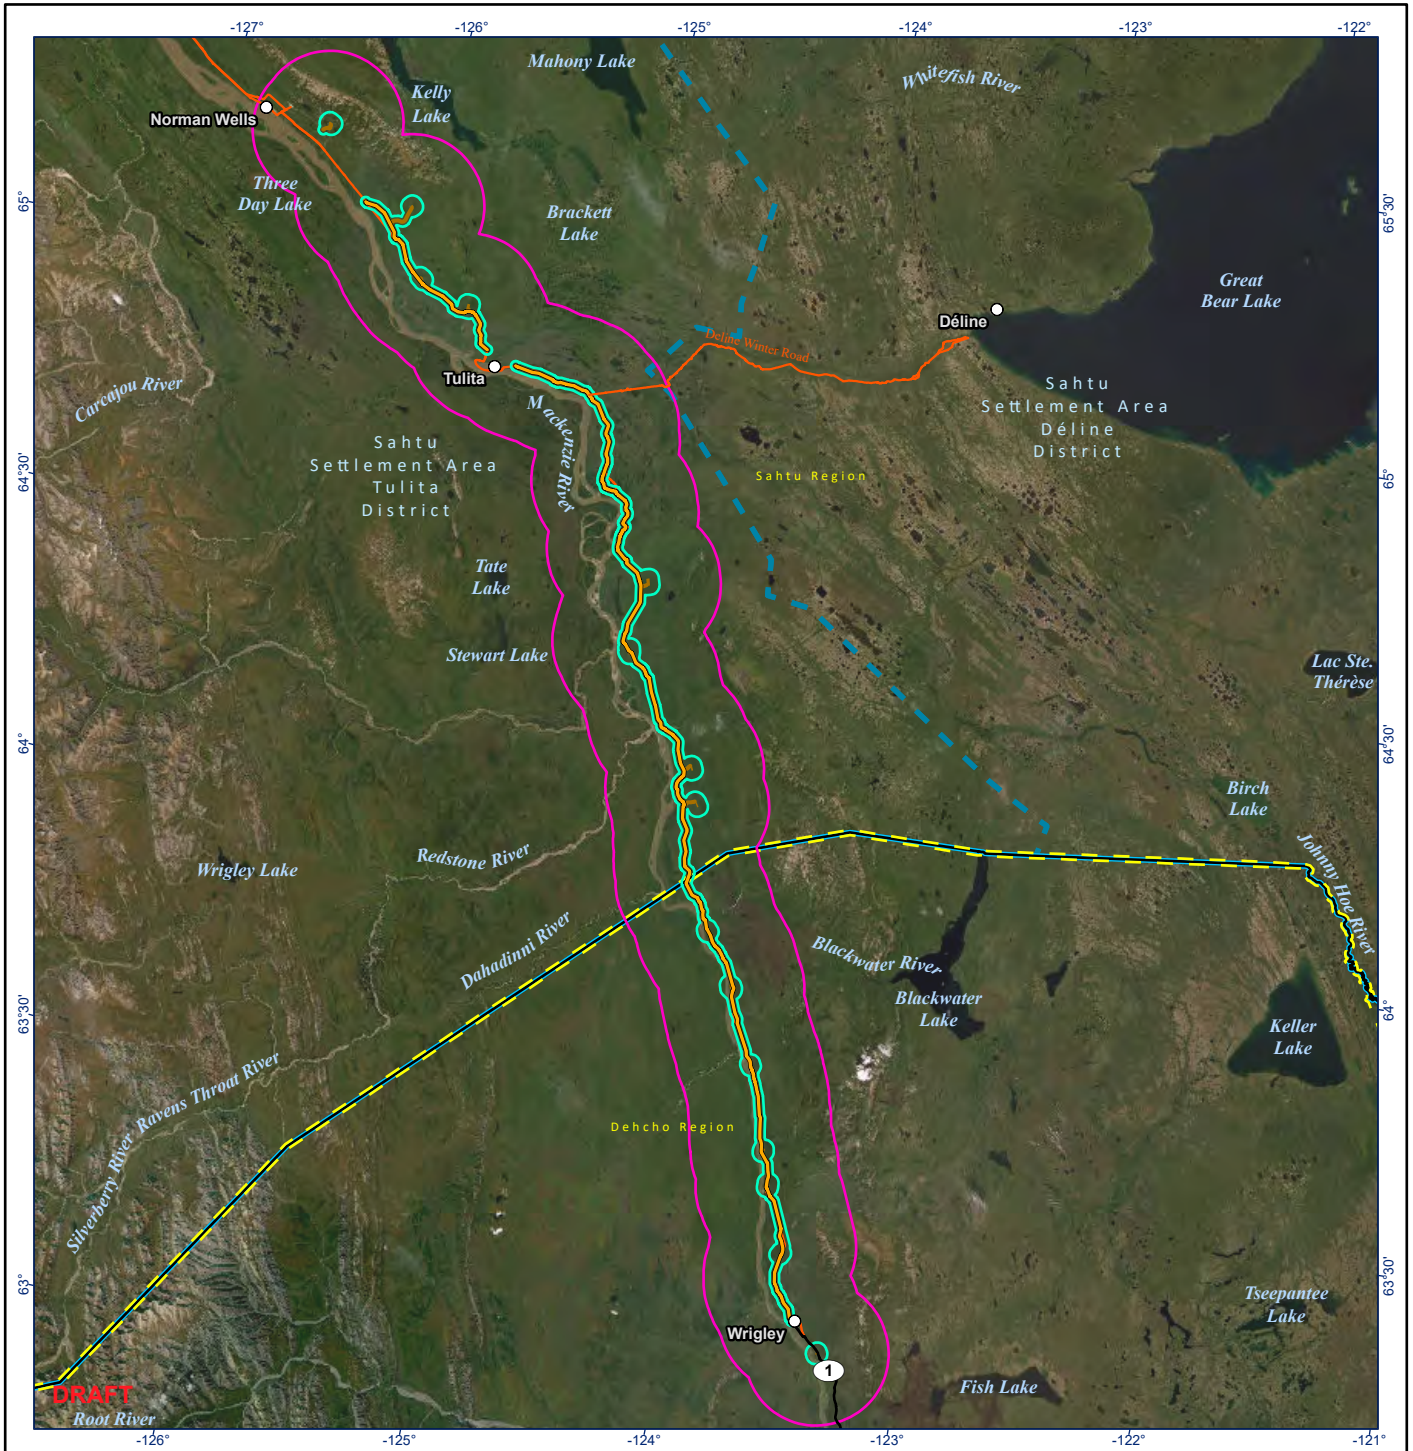 -127°
-126°
-125°
-124°
-123°
-122°
Mahony Lake
Whitefish River
Kelly
Lake
Norman Wells
Three
Day Lake
65°
65°30'
Brackett
Lake
Great
Bear Lake
Déline
Deline Winter Road
Tulita
Carcajou River
Mackenzie River
Sahtu
Settlement Area
Déline
District
Sahtu
Settlement Area
Tulita
District
64°30'
65°
Sahtu Region
Tate
Lake
Stewart Lake
Lac Ste.
Thérèse
64°
64°30'
Birch
Lake
Johnny Hoe River
Redstone River
Wrigley Lake
Dahadinni River
Blackwater River
Blackwater
Lake
63°30'
64°
Keller
Lake
Ravens Throat River
Silverberry River
Dehcho Region
63°
63°30'
Tseepantee
Lake
Wrigley
1
Fish Lake
DRAFT
Root River
-126°
-125°
-124°
-123°
-122°
-121°